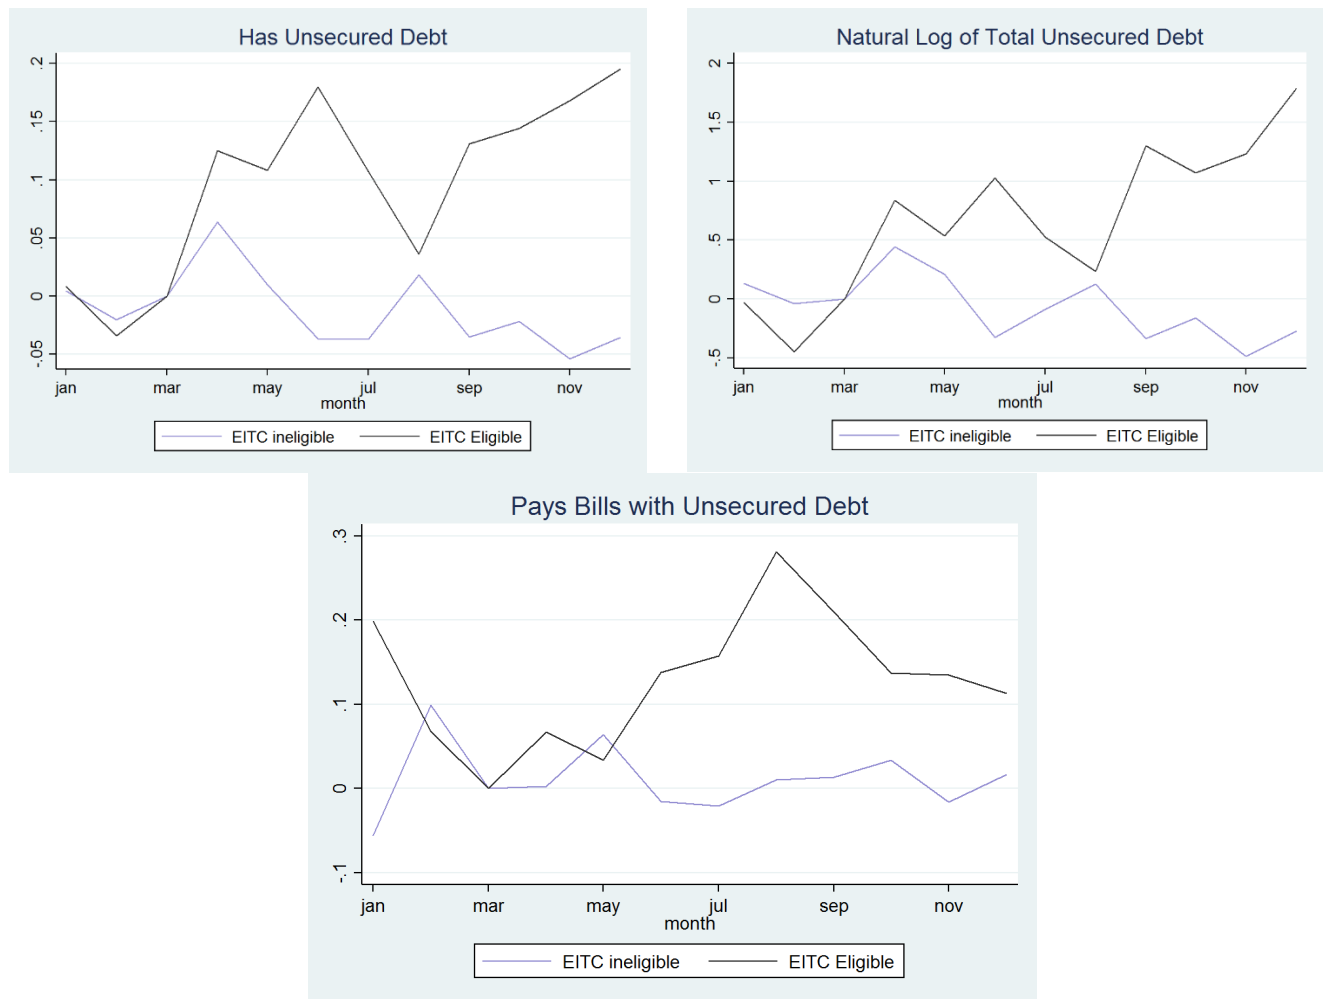 Has Unsecured Debt
.2
.15
.1
.05
0
-.05
jan mar may jul sep nov
month
EITC ineligible EITC Eligible
Natural Log of Total Unsecured Debt
2
1.5
1
.5
0
-.5
jan mar may jul sep nov
month
EITC ineligible EITC Eligible
Pays Bills with Unsecured Debt
.3
.2
.1
0
-.1
jan mar may jul sep nov
month
EITC ineligible EITC Eligible